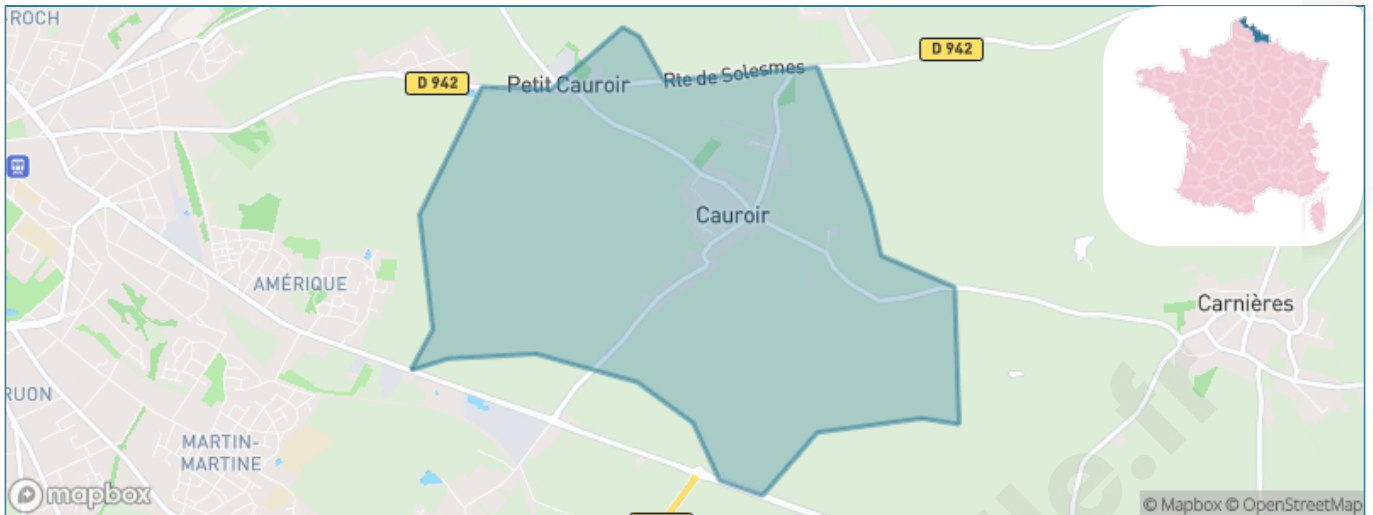 -ROCH
D 942
D 942
Petit Cauroir
Rte de Solesmes
Cauroir
AMÉRIQUE
Carnières
RUON
MARTIN-
MARTINE
mapbox
© Mapbox © OpenStreetMap